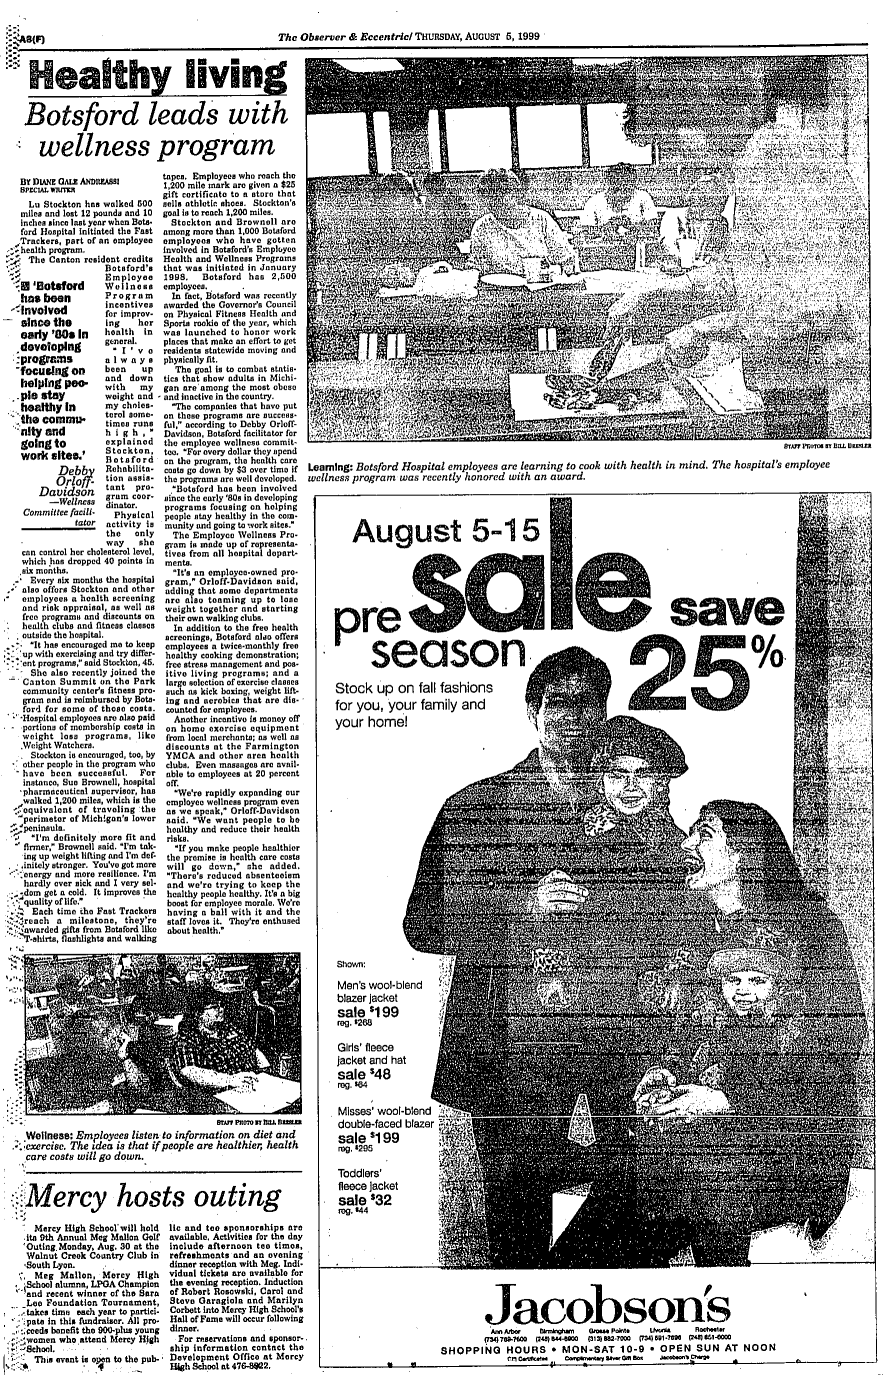 A8(F)
The Observer & Eccentric/ THURSDAY, AUGUST 5, 1999
Healthy living
Botsford leads with
wellness program
BY DIANE GALE ANDREASSI
SPECIAL WRITER
Lu Stockton has walked 500
miles and lost 12 pounds and 10
inches since last year when Bots-
ford Hospital initiated the Fast
Trackers, part of an employee
health program.
The Canton resident credits
Botsford's
Employee
Wellness
Program
incentives
for improv-
ing her
health in
general.
"I've
always
been up
and down
with my
weight and
my choles-
terol some-
times runs
high,"
explained
Stockton,
Botsford
Rehabilita-
tion assis-
tant pro-
gram coor-
dinator.
Physical
activity is
the only
way she
can control her cholesterol level,
which has dropped 40 points in
six months.
Every six months the hospital
also offers Stockton and other
employees a health screening
and risk appraisal, as well as
free programs and discounts on
health clubs and fitness classes
outside the hospital.
"It has encouraged me to keep
up with exercising and try differ-
ent programs," said Stockton, 45.
She also recently joined the
Canton Summit on the Park
community center's fitness pro-
gram and is reimbursed by Bots-
ford for some of those costs.
Hospital employees are also paid
portions of membership costs in
weight loss programs, like
Weight Watchers.
Stockton is encouraged, too, by
other people in the program who
have been successful. For
instance, Sue Brownell, hospital
pharmaceutical supervisor, has
walked 1,200 miles, which is the
equivalent of traveling the
perimeter of Michigan's lower
peninsula.
"I'm definitely more fit and
firmer," Brownell said. "I'm tak-
ing up weight lifting and I'm def-
initely stronger. You've got more
energy and more resilience. I'm
hardly over sick and I very sel-
dom get a cold. It improves the
quality of life."
Each time the Fast Trackers
reach a milestone, they're
awarded gifts from Botsford like
T-shirts, flashlights and walking
■ 'Botsford
has been
involved
since the
early '80s in
developing
programs
focusing on
helping peo-
ple stay
healthy in
the commu-
nity and
going to
work sites.'
Debby
Orloff-
Davidson
—Wellness
Committee facili-
tator
tapes. Employees who reach the
1,200 mile mark are given a $25
gift certificate to a store that
sells athletic shoes. Stockton's
goal is to reach 1,200 miles.
Stockton and Brownell are
among more than 1,000 Botsford
employees who have gotten
involved in Botsford's Employee
Health and Wellness Programs
that was initiated in January
1998. Botsford has 2,500
employees.
In fact, Botsford was recently
awarded the Governor's Council
on Physical Fitness Health and
Sports rookie of the year, which
was launched to honor work
places that make an effort to get
residents statewide moving and
physically fit.
The goal is to combat statis-
tics that show adults in Michi-
gan are among the most obese
and inactive in the country.
"The companies that have put
on these programs are success-
ful," according to Debby Orloff-
Davidson, Botsford facilitator for
the employee wellness commit-
tee. "For every dollar they spend
on the program, the health care
costs go down by $3 over time if
the programs are well developed.
"Botsford has been involved
since the early '80s in developing
programs focusing on helping
people stay healthy in the com-
munity and going to work sites."
The Employee Wellness Pro-
gram is made up of representa-
tives from all hospital depart-
ments.
"It's an employee-owned pro-
gram," Orloff-Davidson said,
adding that some departments
are also teaming up to lose
weight together and starting
their own walking clubs.
In addition to the free health
screenings, Botsford also offers
employees a twice-monthly free
healthy cooking demonstration;
free stress management and pos-
itive living programs; and a
large selection of exercise classes
such as kick boxing, weight lift-
ing and aerobics that are dis-
counted for employees.
Another incentive is money off
on home exercise equipment
from local merchants; as well as
discounts at the Farmington
YMCA and other area health
clubs. Even massages are avail-
able to employees at 20 percent
off.
"We're rapidly expanding our
employee wellness program even
as we speak," Orloff-Davidson
said. "We want people to be
healthy and reduce their health
risks.
"If you make people healthier
the promise is health care costs
will go down," she added.
"There's reduced absenteeism
and we're trying to keep the
healthy people healthy. It's a big
boost for employee morale. We're
having a ball with it and the
staff loves it. They're enthused
about health."
STAFF PHOTOS BY BILL BRESLER
Learning: Botsford Hospital employees are learning to cook with health in mind. The hospital's employee
wellness program was recently honored with an award.
STAFF PHOTO BY BILL BRESLER
Wellness: Employees listen to information on diet and
exercise. The idea is that if people are healthier, health
care costs will go down.
Mercy hosts outing
Mercy High School will hold
its 9th Annual Meg Mallon Golf
Outing Monday, Aug. 30 at the
Walnut Creek Country Club in
South Lyon.
Meg Mallon, Mercy High
School alumna, LPGA Champion
and recent winner of the Sara
Lee Foundation Tournament,
takes time each year to partici-
pate in this fundraiser. All pro-
ceeds benefit the 900-plus young
women who attend Mercy High
School.
This event is open to the pub-
lic and tee sponsorships are
available. Activities for the day
include afternoon tee times,
refreshments and an evening
dinner reception with Meg. Indi-
vidual tickets are available for
the evening reception. Induction
of Robert Rosowski, Carol and
Steve Garagiola and Marilyn
Corbett into Mercy High School's
Hall of Fame will occur following
dinner.
For reservations and sponsor-
ship information contact the
Development Office at Mercy
High School at 476-8922.
August 5-15
pre sale
season
save
25%
Stock up on fall fashions
for you, your family and
your home!
Shown:
Men's wool-blend
blazer jacket
sale $199
reg. $268
Girls' fleece
jacket and hat
sale $48
reg. $64
Misses' wool-blend
double-faced blazer
sale $199
reg. $295
Toddlers'
fleece jacket
sale $32
reg. $44
Jacobson's
Ann Arbor Birmingham Grosse Pointe Livonia Rochester
(734) 769-7600 (248) 644-6900 (313) 882-7000 (734) 591-7696 (248) 651-6000
SHOPPING HOURS • MON-SAT 10-9 • OPEN SUN AT NOON
Gift Certificates Complimentary Silver Gift Box Jacobson's Charge